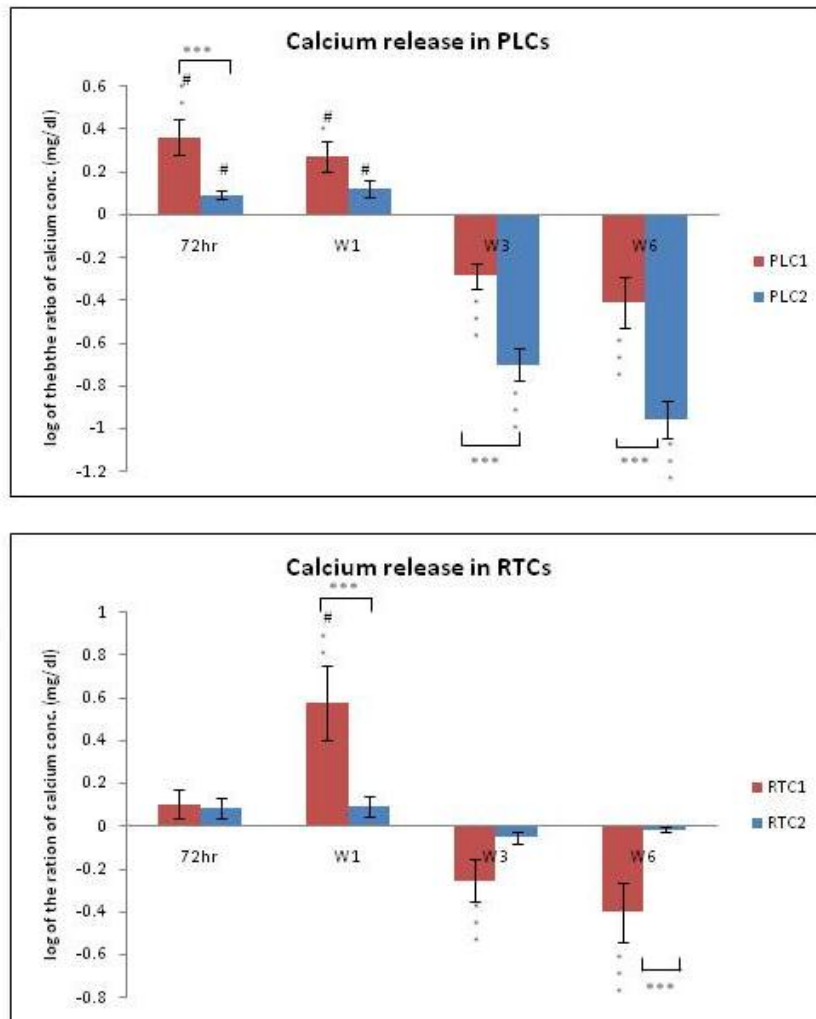 Calcium release in PLCs
***
log of thebthe ratio of calcium conc. (mg/dl)
0.6
0.4
0.2
0
-0.2
-0.4
-0.6
-0.8
-1
-1.2
#
#
#
#
72hr
W1
W3
W6
***
***
PLC1
PLC2
Calcium release in RTCs
***
log of the ration of calcium conc. (mg/dl)
1
0.8
0.6
0.4
0.2
0
-0.2
-0.4
-0.6
-0.8
#
72hr
W1
W3
W6
***
RTC1
RTC2